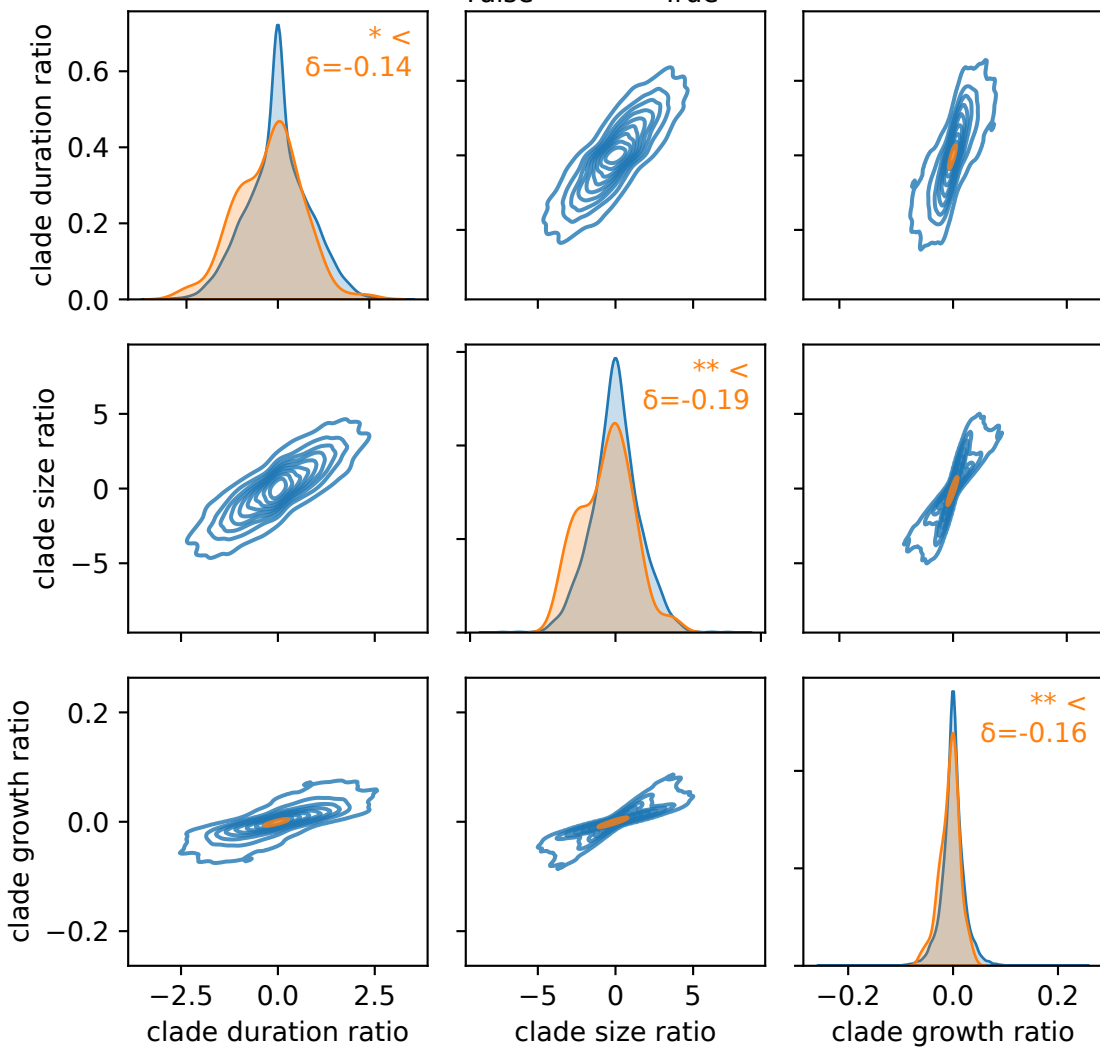 clade duration ratio
0.6
0.4
0.2
0.0
* <
δ=-0.14
clade size ratio
5
0
−5
** <
δ=-0.19
clade growth ratio
0.2
0.0
−0.2
** <
δ=-0.16
−2.5 0.0 2.5
−5 0 5
−0.2 0.0 0.2
clade duration ratio
clade size ratio
clade growth ratio